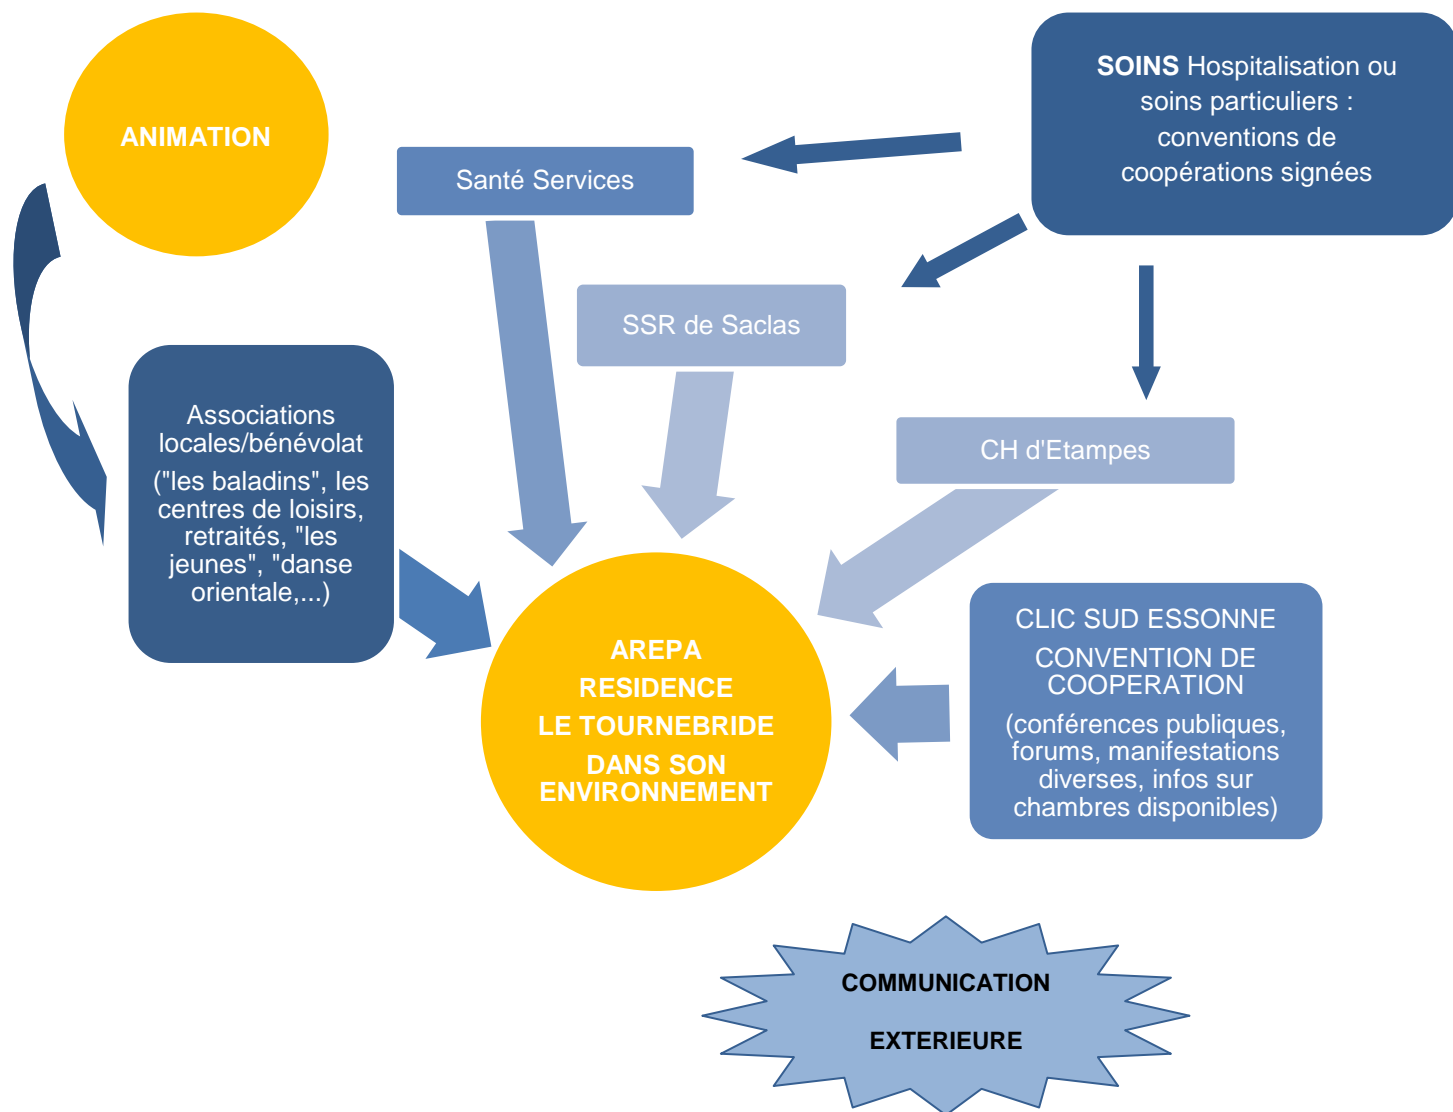 ANIMATION
SOINS Hospitalisation ou
soins particuliers :
conventions de
coopérations signées
Santé Services
SSR de Saclas
CH d'Etampes
Associations
locales/bénévolat
("les baladins", les
centres de loisirs,
retraités, "les
jeunes", "danse
orientale,...)
AREPA
RESIDENCE
LE TOURNEBRIDE
DANS SON
ENVIRONNEMENT
CLIC SUD ESSONNE
CONVENTION DE
COOPERATION
(conférences publiques,
forums, manifestations
diverses, infos sur
chambres disponibles)
COMMUNICATION
EXTERIEURE